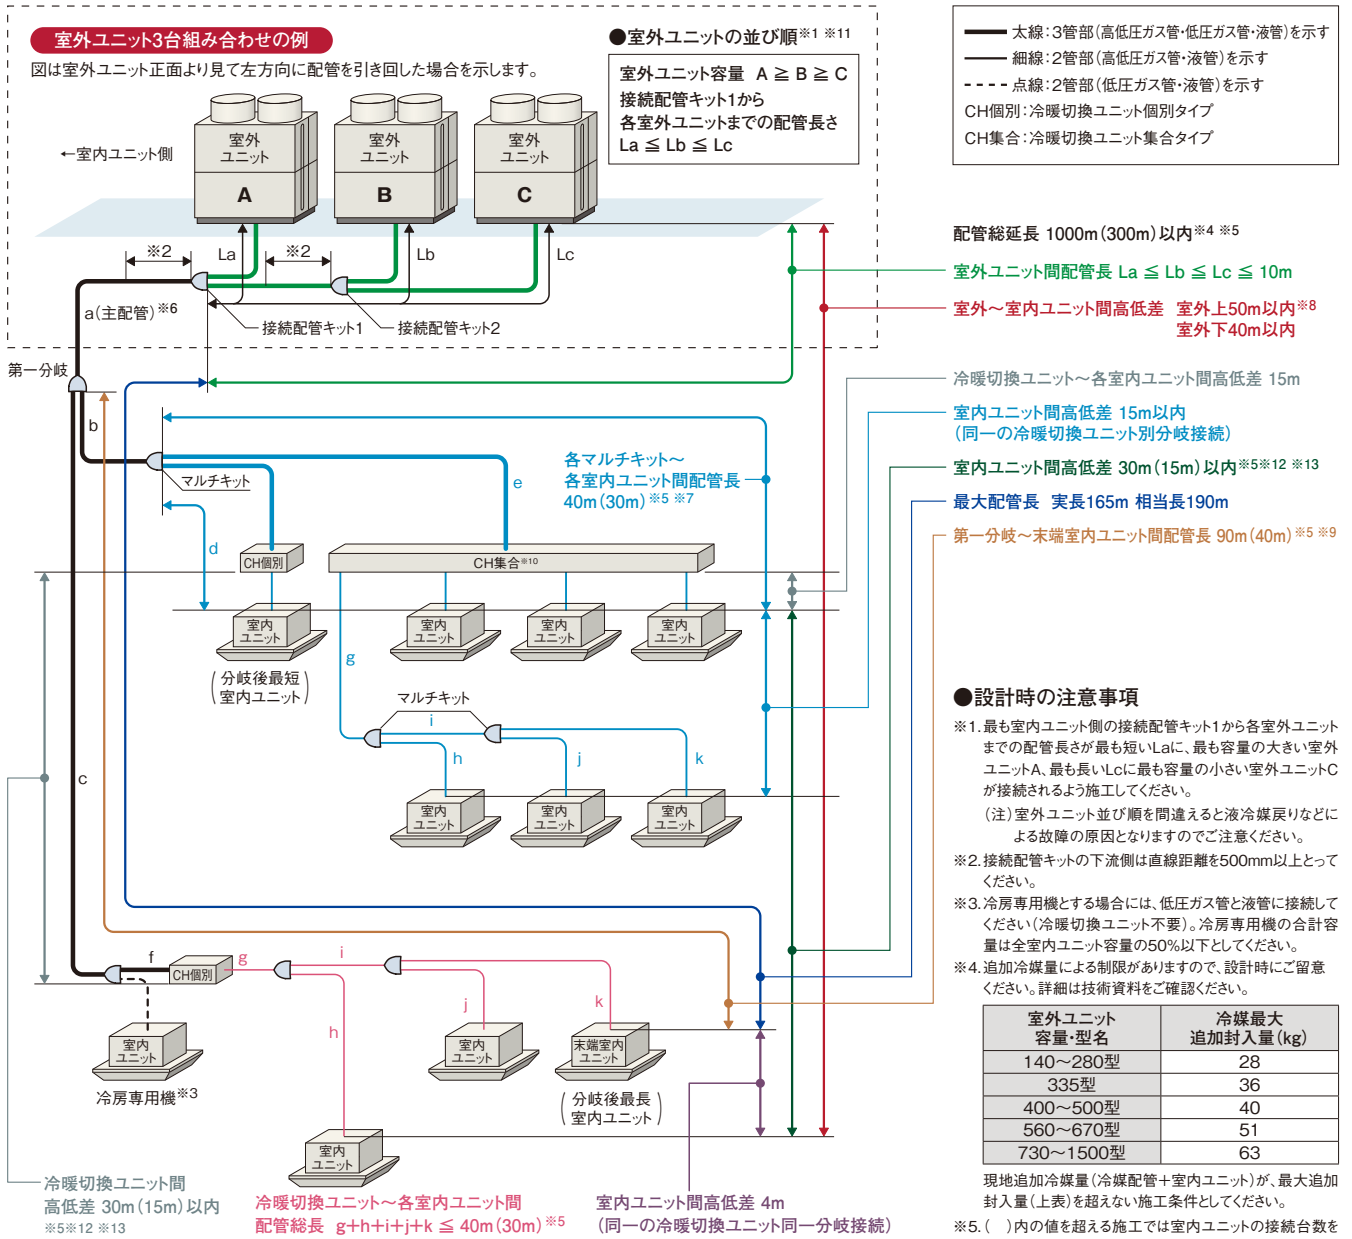 室外ユニット3台組み合わせの例
図は室外ユニット正面より見て左方向に配管を引き回した場合を示します。
●室外ユニットの並び順※1 ※11
室外ユニット容量 A ≧ B ≧ C
接続配管キット1から
各室外ユニットまでの配管長さ
La ≦ Lb ≦ Lc
←室内ユニット側
室外
ユニット
A
室外
ユニット
B
室外
ユニット
C
※2
La
※2
Lb
Lc
a(主配管)※6
接続配管キット1
接続配管キット2
太線:3管部(高低圧ガス管・低圧ガス管・液管)を示す
細線:2管部(高低圧ガス管・液管)を示す
点線:2管部(低圧ガス管・液管)を示す
CH個別:冷暖切換ユニット個別タイプ
CH集合:冷暖切換ユニット集合タイプ
配管総延長 1000m(300m)以内※4 ※5
室外ユニット間配管長 La ≦ Lb ≦ Lc ≦ 10m
室外〜室内ユニット間高低差 室外上50m以内※8
室外下40m以内
冷暖切換ユニット〜各室内ユニット間高低差 15m
室内ユニット間高低差 15m以内
(同一の冷暖切換ユニット別分岐接続)
室内ユニット間高低差 30m(15m)以内※5※12 ※13
最大配管長 実長165m 相当長190m
第一分岐〜末端室内ユニット間配管長 90m(40m)※5 ※9
第一分岐
b
マルチキット
e
各マルチキット〜
各室内ユニット間配管長
40m(30m)※5 ※7
d
CH個別
CH集合※10
室内
ユニット
室内
ユニット
室内
ユニット
室内
ユニット
(分岐後最短
室内ユニット)
g
マルチキット
i
h
j
k
c
室内
ユニット
室内
ユニット
室内
ユニット
f
CH個別
g
i
h
j
k
室内
ユニット
冷房専用機※3
室内
ユニット
末端室内
ユニット
(分岐後最長
室内ユニット)
室内
ユニット
冷暖切換ユニット間
高低差 30m(15m)以内
※5※12 ※13
冷暖切換ユニット〜各室内ユニット間
配管総長 g+h+i+j+k ≦ 40m(30m)※5
室内ユニット間高低差 4m
(同一の冷暖切換ユニット同一分岐接続)
●設計時の注意事項
※1.最も室内ユニット側の接続配管キット1から各室外ユニット
までの配管長さが最も短いLaに、最も容量の大きい室外
ユニットA、最も長いLcに最も容量の小さい室外ユニットC
が接続されるよう施工してください。
(注)室外ユニット並び順を間違えると液冷媒戻りなどに
よる故障の原因となりますのでご注意ください。
※2.接続配管キットの下流側は直線距離を500mm以上とって
ください。
※3.冷房専用機とする場合には、低圧ガス管と液管に接続して
ください(冷暖切換ユニット不要)。冷房専用機の合計容
量は全室内ユニット容量の50%以下としてください。
※4.追加冷媒量による制限がありますので、設計時にご留意
ください。詳細は技術資料をご確認ください。
室外ユニット
容量・型名
冷媒最大
追加封入量(kg)
140〜280型 28
335型 36
400〜500型 40
560〜670型 51
730〜1500型 63
現地追加冷媒量(冷媒配管+室内ユニット)が、最大追加
封入量(上表)を超えない施工条件としてください。
※5.( )内の値を超える施工では室内ユニットの接続台数を